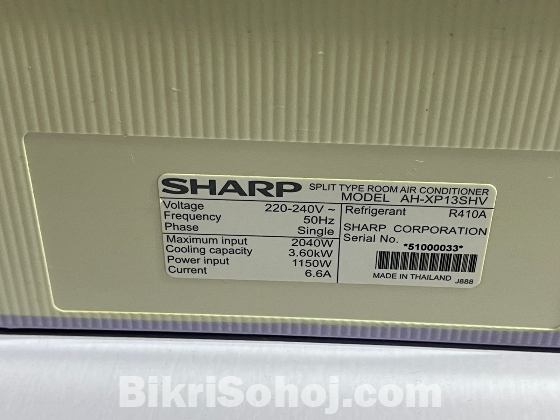 SHARP SPLIT TYPE ROOM AIR CONDITIONER
MODEL AH-XP13SHV
Voltage 220-240V ~
Frequency 50Hz
Phase Single
Maximum input 2040W
Cooling capacity 3.60kW
Power input 1150W
Current 6.6A
Refrigerant R410A
SHARP CORPORATION
Serial No. *51000033*
MADE IN THAILAND J888
BikriSohoj.com